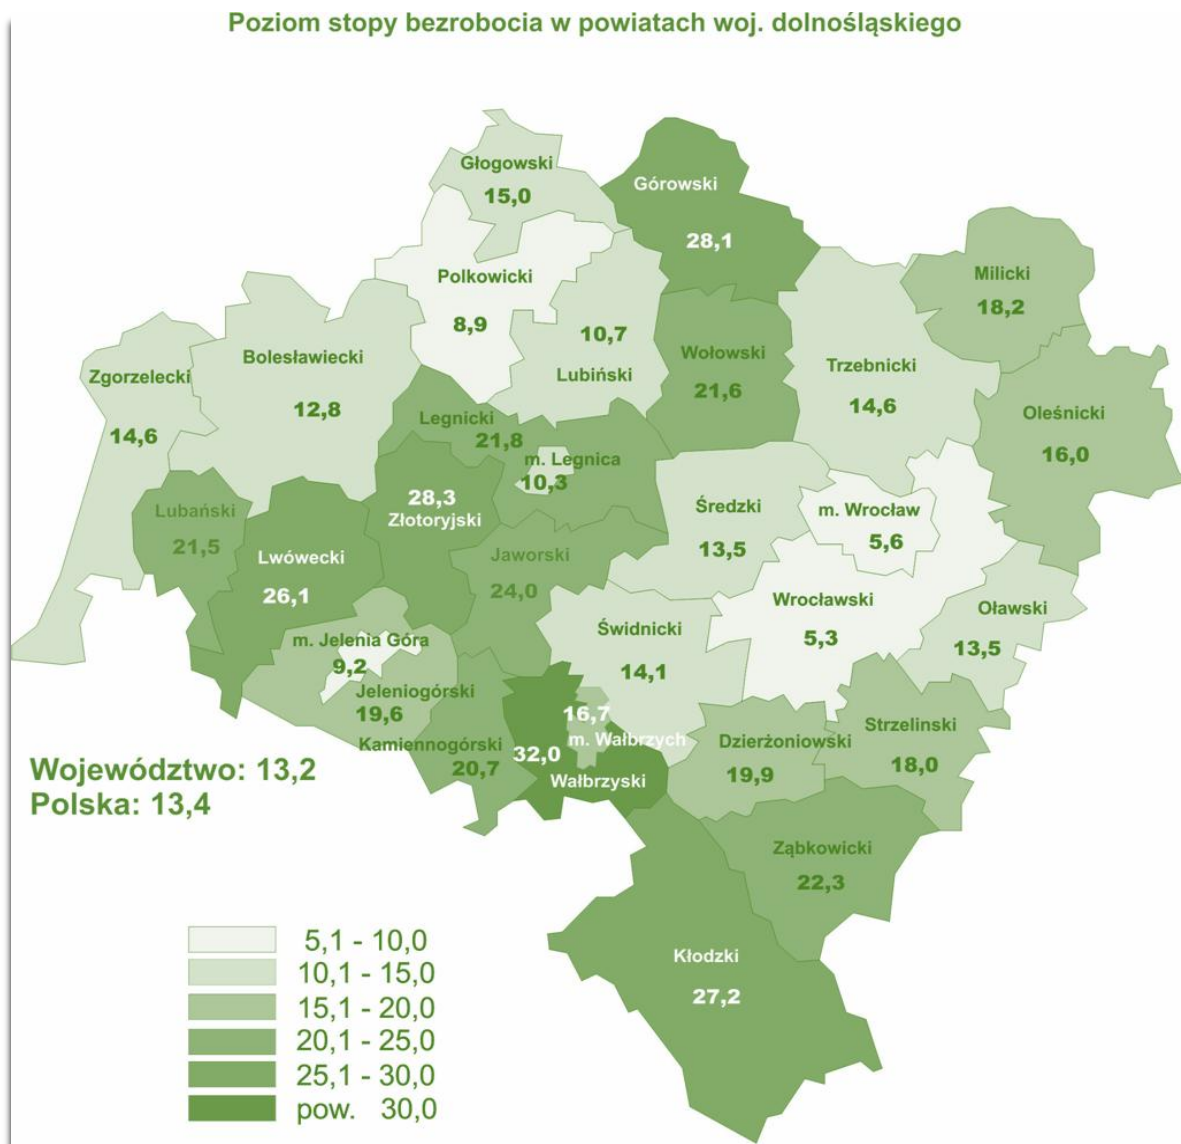 Poziom stopy bezrobocia w powiatach woj. dolnośląskiego
Głogowski
15,0
Górowski
28,1
Polkowicki
8,9
Milicki
18,2
10,7
Lubiński
Bolesławiecki
12,8
Wołowski
21,6
Trzebnicki
14,6
Zgorzelecki
14,6
Oleśnicki
16,0
Legnicki
21,8
m. Legnica
10,3
28,3
Złotoryjski
Średzki
13,5
m. Wrocław
5,6
Lubański
21,5
Lwówecki
26,1
Jaworski
24,0
Wrocławski
5,3
Oławski
13,5
m. Jelenia Góra
9,2
Świdnicki
14,1
Jeleniogórski
19,6
16,7
m. Wałbrzych
Strzelinski
18,0
Kamiennogórski
20,7
32,0
Wałbrzyski
Dzierżoniowski
19,9
Województwo: 13,2
Polska: 13,4
Ząbkowicki
22,3
Kłodzki
27,2
5,1 - 10,0
10,1 - 15,0
15,1 - 20,0
20,1 - 25,0
25,1 - 30,0
pow. 30,0